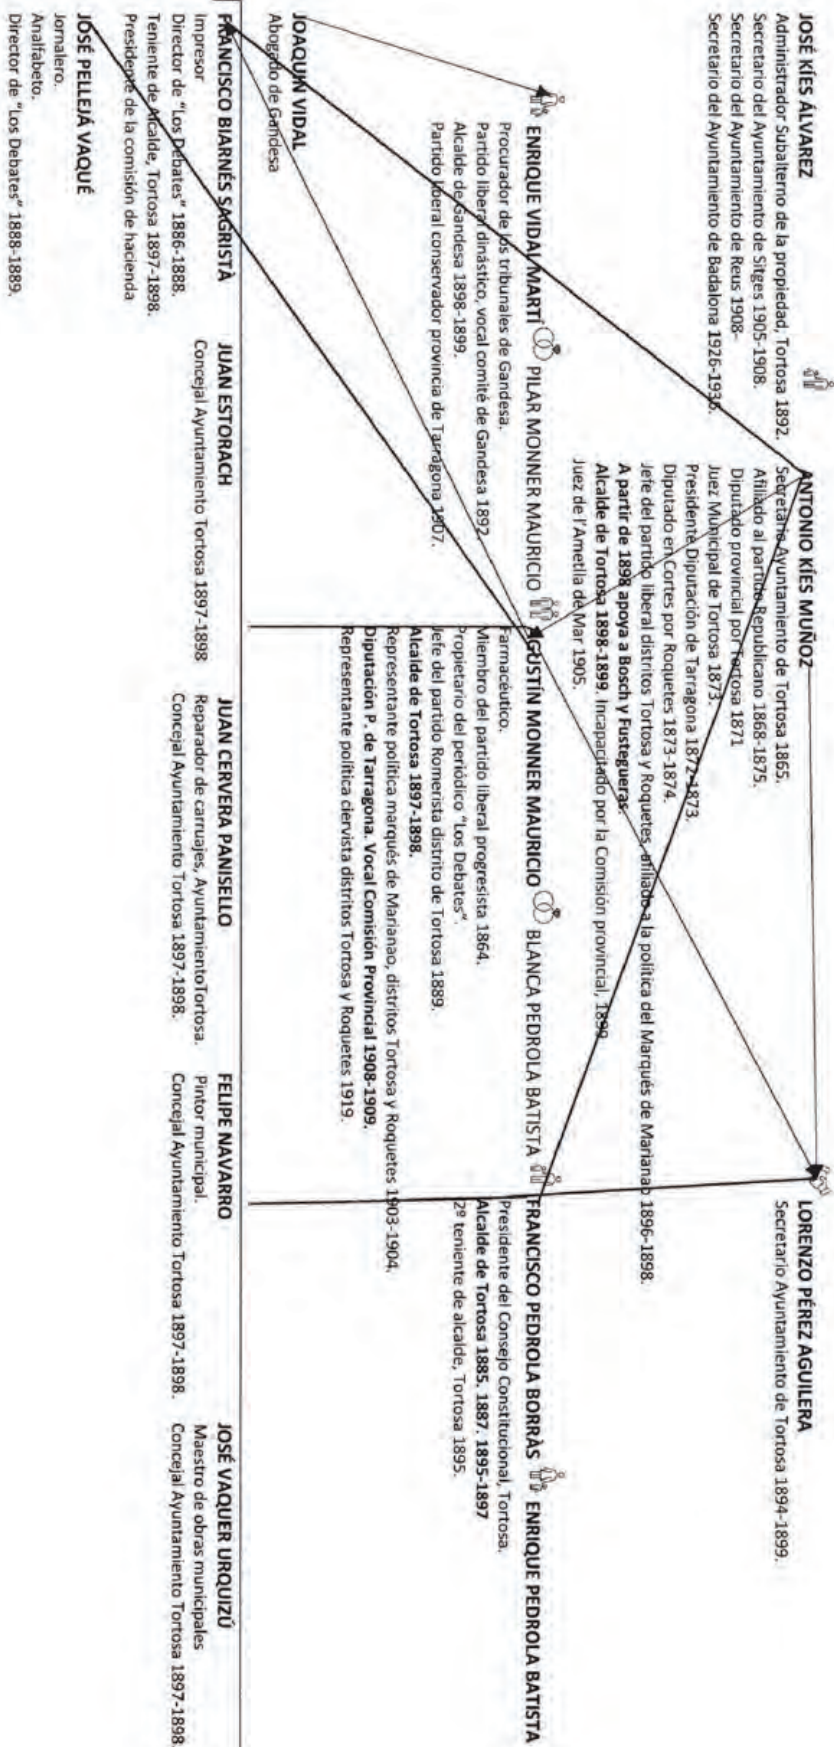 JOSÉ KÍES ÁLVAREZ
Administrador Subalterno de la propiedad, Tortosa 1892.
Secretario del Ayuntamiento de Sitges 1905-1908.
Secretario del Ayuntamiento de Reus 1908-
Secretario del Ayuntamiento de Badalona 1926-1936.
ANTONIO KÍES MUÑOZ
Secretario Ayuntamiento de Tortosa 1865.
Afiliado al partido Republicano 1868-1875.
Diputado provincial por Tortosa 1871
Juez Municipal de Tortosa 1873.
Presidente Diputación de Tarragona 1872-1873.
Diputado en Cortes por Roquetes 1873-1874.
Jefe del partido liberal distritos Tortosa y Roquetes, afiliado a la política del Marqués de Marianao 1896-1898.
A partir de 1898 apoya a Bosch y Fustegueras.
Alcalde de Tortosa 1898-1899. Incapacitado por la Comisión provincial, 1899
Juez de l'Ametlla de Mar 1905.
LORENZO PÉREZ AGUILERA
Secretario Ayuntamiento de Tortosa 1894-1899.
ENRIQUE VIDAL MARTÍ
Procurador de los tribunales de Gandesa.
Partido liberal dinástico, vocal comité de Gandesa 1892.
Alcalde de Gandesa 1898-1899.
Partido liberal conservador provincia de Tarragona 1907.
PILAR MONNER MAURICIO
AGUSTÍN MONNER MAURICIO
Farmacéutico.
Miembro del partido liberal progresista 1864.
Propietario del periódico "Los Debates".
Jefe del partido Romerista distrito de Tortosa 1889.
Alcalde de Tortosa 1897-1898.
Representante política marqués de Marianao, distritos Tortosa y Roquetes 1903-1904.
Diputación P. de Tarragona. Vocal Comisión Provincial 1908-1909.
Representante política ciervista distritos Tortosa y Roquetes 1919.
BLANCA PEDROLA BATISTA
FRANCISCO PEDROLA BORRÀS
Presidente del Consejo Constitucional, Tortosa.
Alcalde de Tortosa 1885. 1887. 1895-1897
2º teniente de alcalde, Tortosa 1895.
ENRIQUE PEDROLA BATISTA
JOAQUIN VIDAL
Abogado de Gandesa
FRANCISCO BIARNÉS SAGRISTÀ
Impresor
Director de "Los Debates" 1886-1888.
Teniente de Alcalde, Tortosa 1897-1898.
Presidente de la comisión de hacienda
JUAN ESTORACH
Concejal Ayuntamiento Tortosa 1897-1898
JUAN CERVERA PANISELLO
Reparador de carruajes, AyuntamientoTortosa.
Concejal Ayuntamiento Tortosa 1897-1898.
FELIPE NAVARRO
Pintor municipal.
Concejal Ayuntamiento Tortosa 1897-1898.
JOSÉ VAQUER URQUIZÚ
Maestro de obras municipales
Concejal Ayuntamiento Tortosa 1897-1898.
JOSÉ PELLEJÁ VAQUÉ
Jornalero.
Analfabeto.
Director de "Los Debates" 1888-1889.